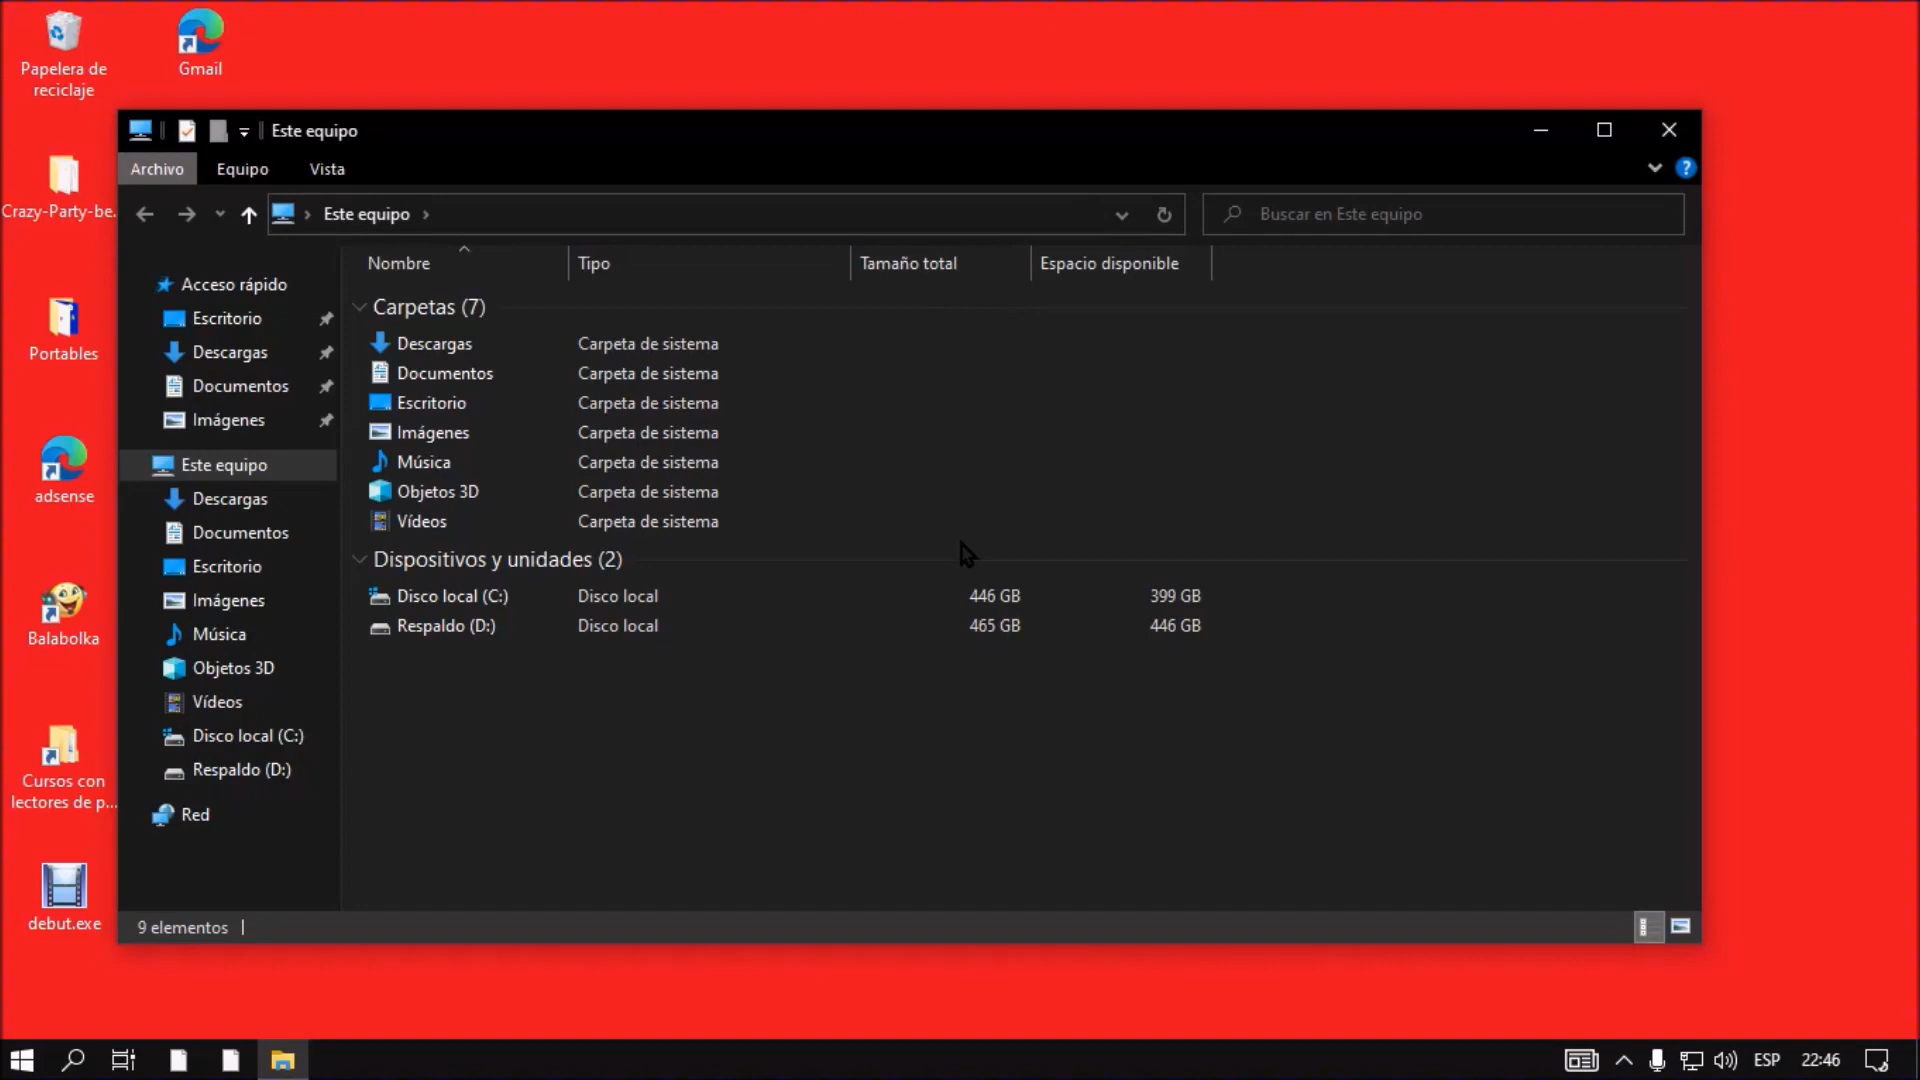 Papelera de
reciclaje
Gmail
Crazy-Party-be...
Portables
adsense
Balabolka
Cursos con
lectores de p...
debut.exe
Este equipo
Archivo
Equipo
Vista
?
Este equipo
Buscar en Este equipo
Nombre
Tipo
Tamaño total
Espacio disponible
Acceso rápido
Escritorio
Descargas
Documentos
Imágenes
Este equipo
Descargas
Documentos
Escritorio
Imágenes
Música
Objetos 3D
Vídeos
Disco local (C:)
Respaldo (D:)
Red
Carpetas (7)
Descargas Carpeta de sistema
Documentos Carpeta de sistema
Escritorio Carpeta de sistema
Imágenes Carpeta de sistema
Música Carpeta de sistema
Objetos 3D Carpeta de sistema
Vídeos Carpeta de sistema
Dispositivos y unidades (2)
Disco local (C:) Disco local 446 GB 399 GB
Respaldo (D:) Disco local 465 GB 446 GB
9 elementos
ESP
22:46